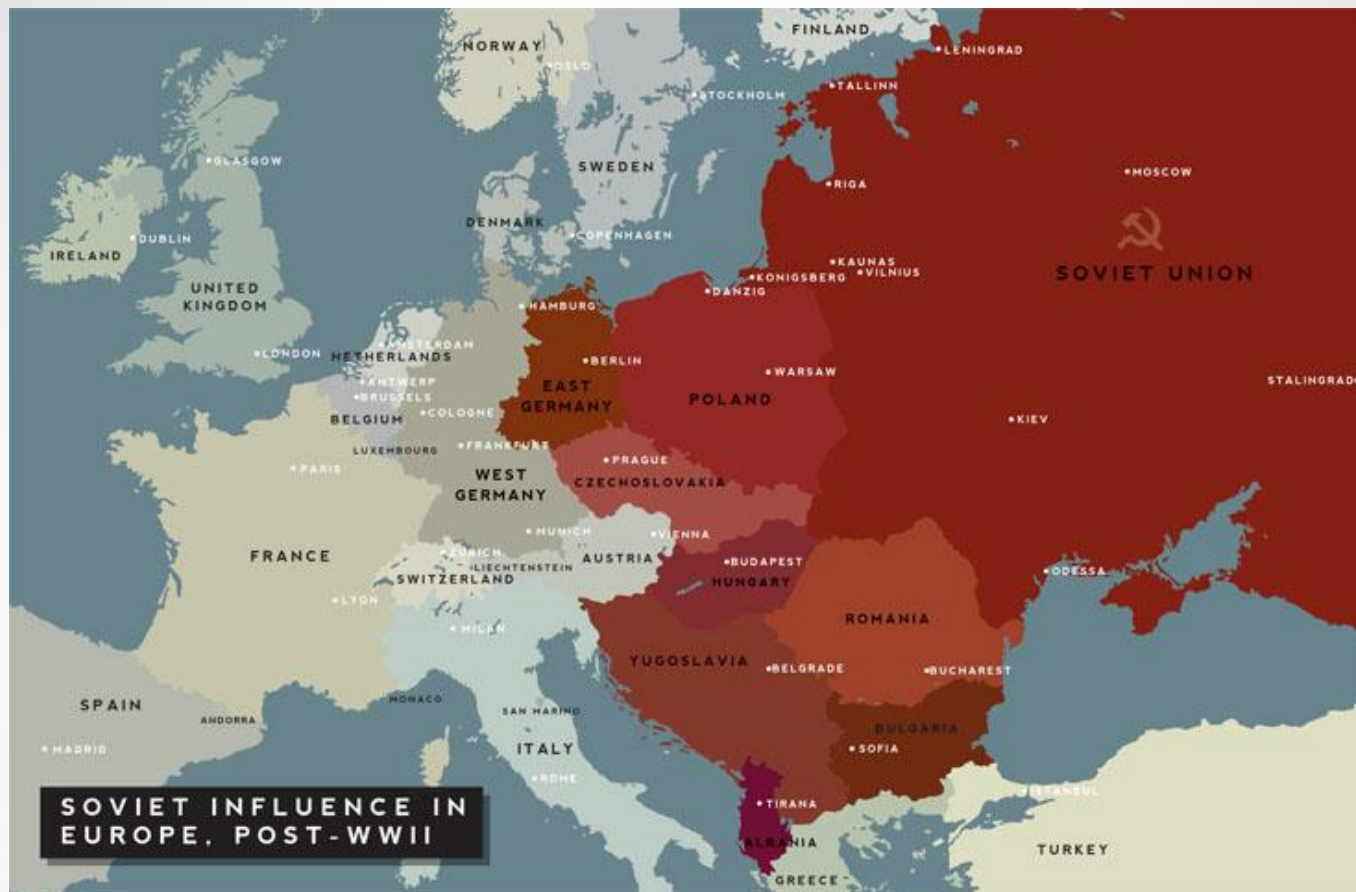 NORWAY
OSLO
FINLAND
LENINGRAD
STOCKHOLM
TALLINN
GLASGOW
SWEDEN
MOSCOW
RIGA
DENMARK
DUBLIN
COPENHAGEN
IRELAND
KAUNAS
VILNIUS
SOVIET UNION
KONIGSBERG
DANZIG
UNITED
KINGDOM
HAMBURG
AMSTERDAM
LONDON
NETHERLANDS
BERLIN
WARSAW
STALINGRAD
ANTWERP
BRUSSELS
EAST
GERMANY
POLAND
COLOGNE
BELGIUM
KIEV
FRANKFURT
LUXEMBOURG
PARIS
PRAGUE
WEST
GERMANY
CZECHOSLOVAKIA
MUNICH
VIENNA
ZURICH
FRANCE
AUSTRIA
BUDAPEST
LIECHTENSTEIN
SWITZERLAND
HUNGARY
ODESSA
LYON
MILAN
ROMANIA
YUGOSLAVIA
BELGRADE
BUCHAREST
SPAIN
MONACO
SAN MARINO
ANDORRA
BULGARIA
MADRID
ITALY
SOFIA
ROME
ISTANBUL
TIRANA
SOVIET INFLUENCE IN
EUROPE, POST-WWII
ALBANIA
TURKEY
GREECE